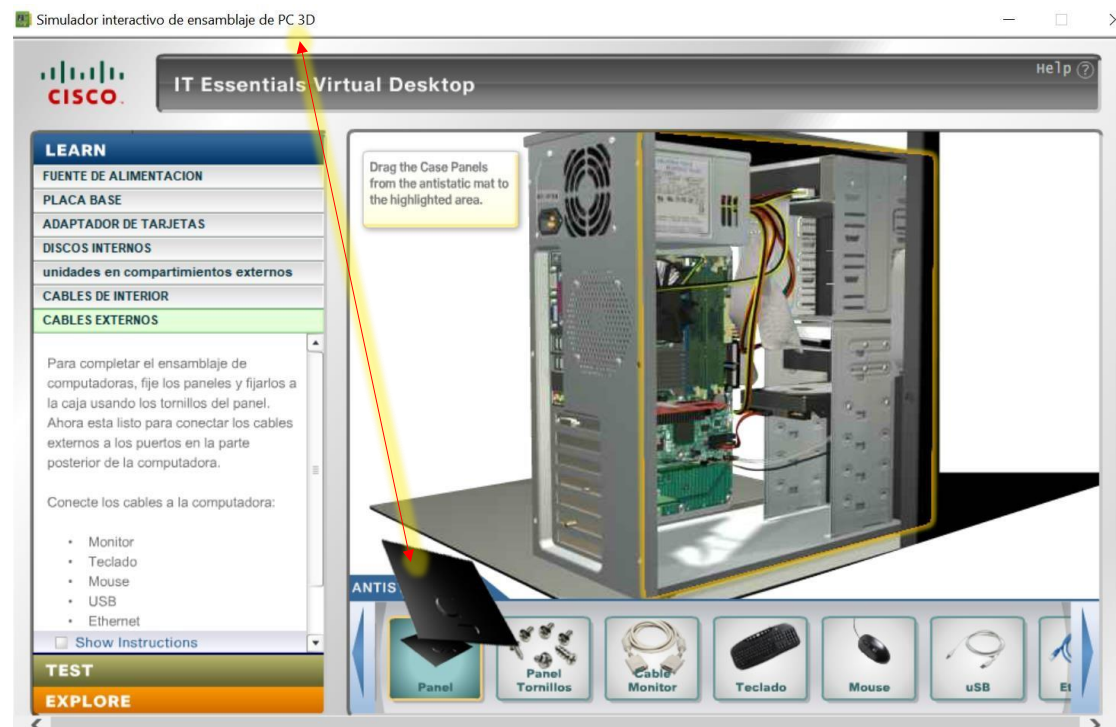 Simulador interactivo de ensamblaje de PC 3D
CISCO
IT Essentials Virtual Desktop
Help ?
LEARN
FUENTE DE ALIMENTACION
PLACA BASE
ADAPTADOR DE TARJETAS
DISCOS INTERNOS
unidades en compartimientos externos
CABLES DE INTERIOR
CABLES EXTERNOS
Para completar el ensamblaje de
computadoras, fije los paneles y fijarlos a
la caja usando los tornillos del panel.
Ahora esta listo para conectar los cables
externos a los puertos en la parte
posterior de la computadora.
Conecte los cables a la computadora:
• Monitor
• Teclado
• Mouse
• USB
• Ethernet
Show Instructions
TEST
EXPLORE
Drag the Case Panels
from the antistatic mat to
the highlighted area.
ANTIS
Panel
Panel
Tornillos
Cable
Monitor
Teclado
Mouse
uSB
Et